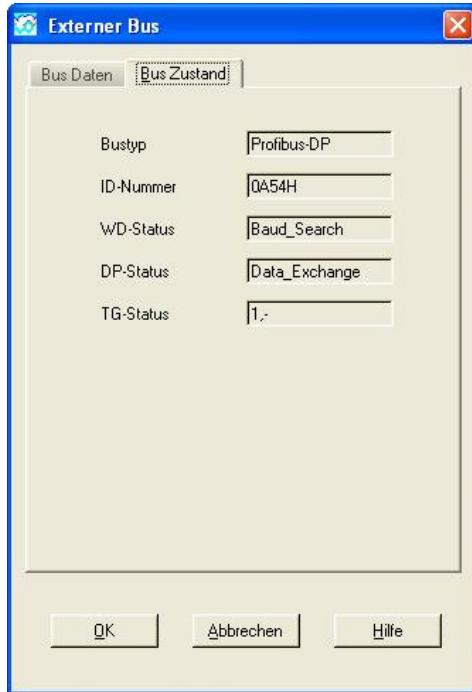 Externer Bus
Bus Daten Bus Zustand
Bustyp Profibus-DP
ID-Nummer 0A54H
WD-Status Baud_Search
DP-Status Data_Exchange
TG-Status 1,-
OK Abbrechen Hilfe